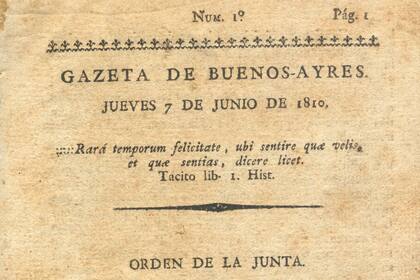 Num. 1º Pág. 1
GAZETA DE BUENOS-AYRES.
JUEVES 7 DE JUNIO DE 1810.
.....Rará temporum felicitate, ubi sentire quæ velis,
et quæ sentias, dicere licet.
Tacito lib. 1. Hist.
ORDEN DE LA JUNTA.